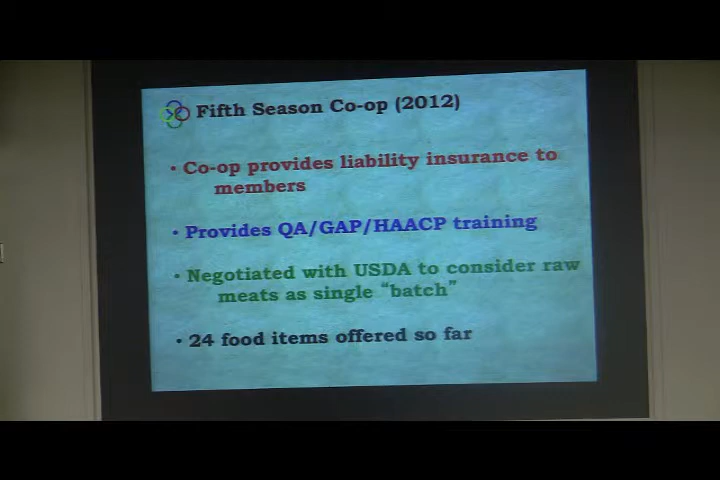 Fifth Season Co-op (2012)
• Co-op provides liability insurance to
members
• Provides QA/GAP/HAACP training
• Negotiated with USDA to consider raw
meats as single “batch”
• 24 food items offered so far